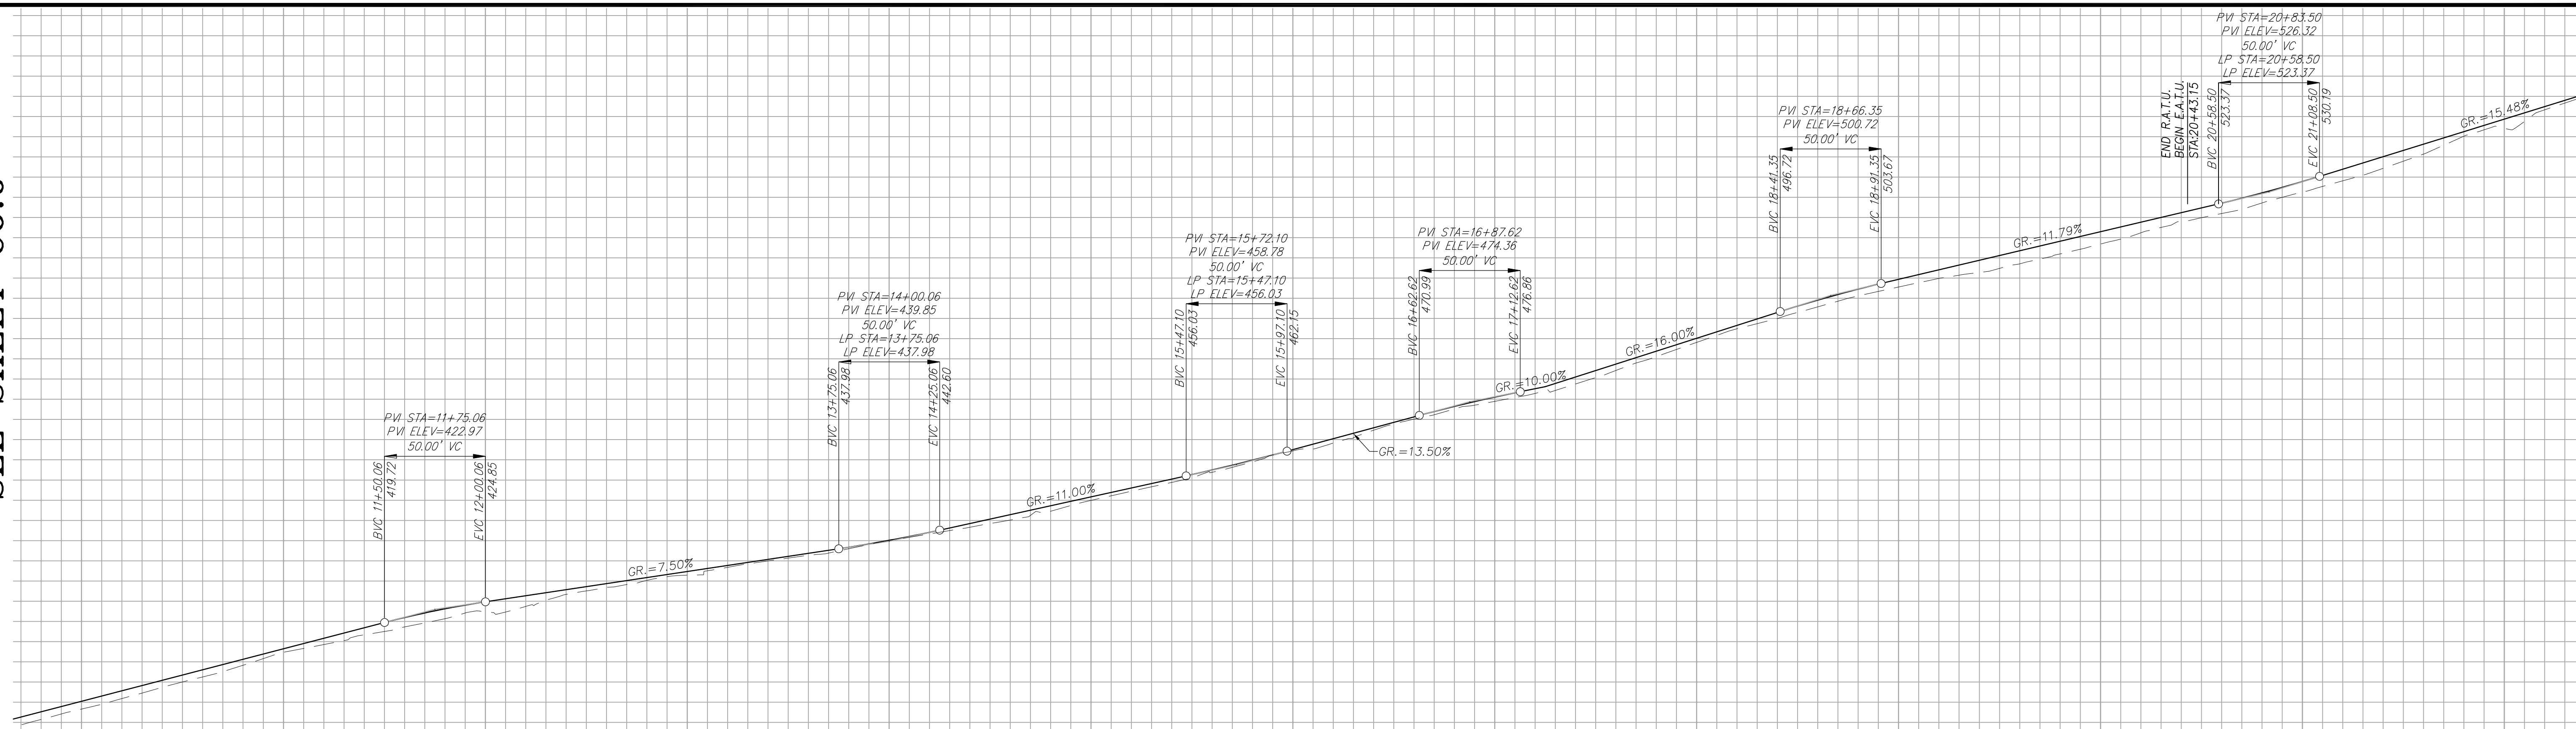 PVI STA=11+75.06
PVI ELEV=422.97
50.00' VC
BVC 11+50.06
419.72
EVC 12+00.06
424.85
GR.=7.50%
PVI STA=14+00.06
PVI ELEV=439.85
50.00' VC
LP STA=13+75.06
LP ELEV=437.98
BVC 13+75.06
437.98
EVC 14+25.06
442.60
GR.=11.00%
PVI STA=15+72.10
PVI ELEV=458.78
50.00' VC
LP STA=15+47.10
LP ELEV=456.03
BVC 15+47.10
456.03
EVC 15+97.10
462.15
GR.=13.50%
PVI STA=16+87.62
PVI ELEV=474.36
50.00' VC
BVC 16+62.62
470.99
EVC 17+12.62
476.86
GR.=10.00%
GR.=16.00%
PVI STA=18+66.35
PVI ELEV=500.72
50.00' VC
BVC 18+41.35
496.72
EVC 18+91.35
503.67
GR.=11.79%
END R.A.T.U.
BEGIN E.A.T.U.
STA:20+43.15
PVI STA=20+83.50
PVI ELEV=526.32
50.00' VC
LP STA=20+58.50
LP ELEV=523.37
BVC 20+58.50
523.37
EVC 21+08.50
530.19
GR.=15.48%